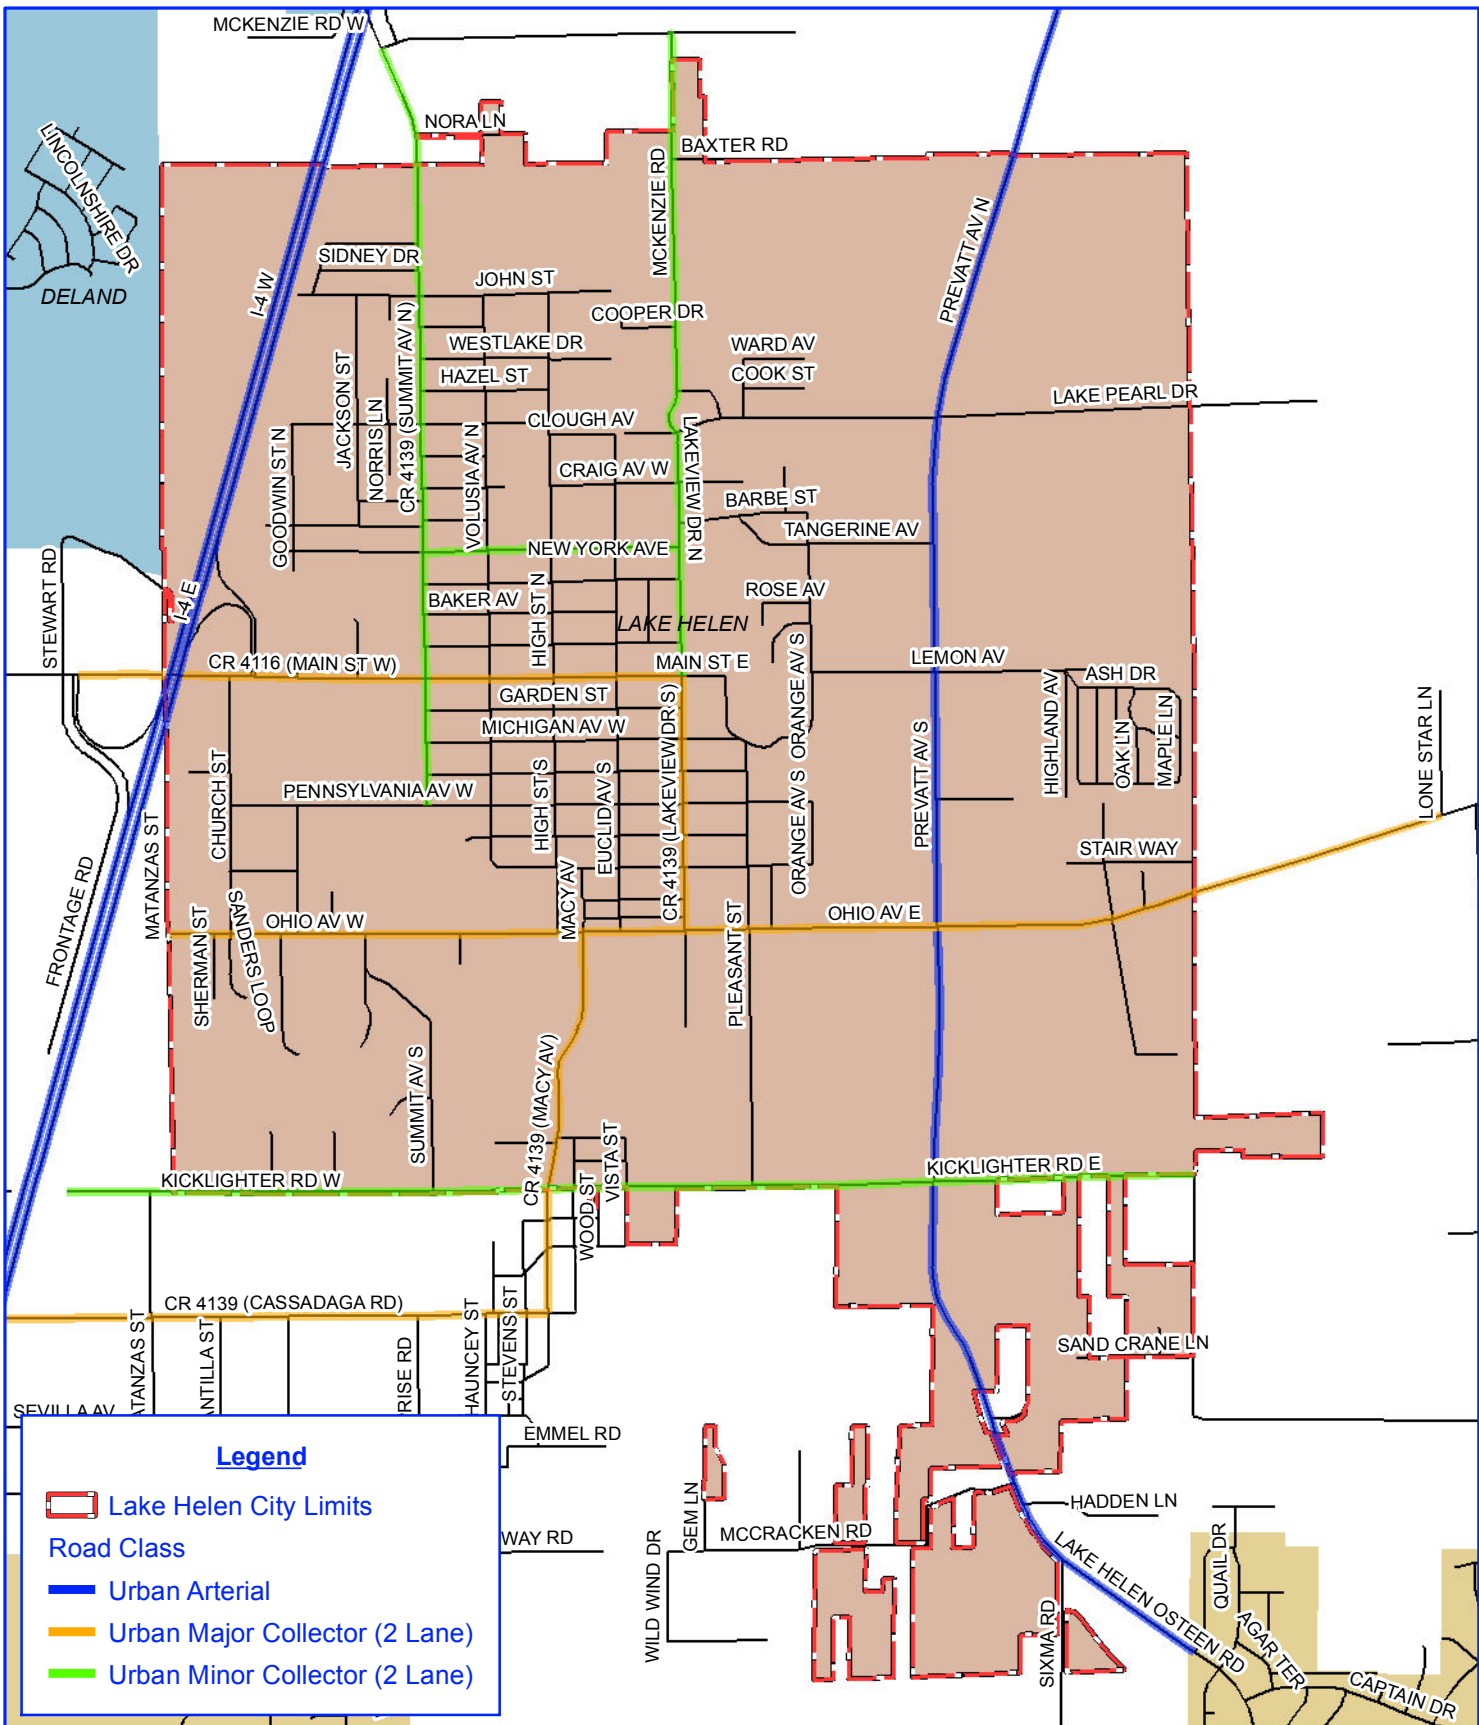 MCKENZIE RD W
NORA LN
BAXTER RD
LINCOLNSHIRE DR
MCKENZIE RD
PREVATT AV N
SIDNEY DR
JOHN ST
DELAND
I-4 W
COOPER DR
WESTLAKE DR
WARD AV
HAZEL ST
COOK ST
LAKE PEARL DR
JACKSON ST
NORRIS LN
CR 4139 (SUMMIT AV N)
CLOUGH AV
GOODWIN ST N
VOLUSIA AV N
CRAIG AV W
LAKEVIEW DR N
BARBE ST
TANGERINE AV
NEW YORK AVE
STEWART RD
I-4 E
BAKER AV
HIGH ST N
ROSE AV
LAKE HELEN
CR 4116 (MAIN ST W)
MAIN ST E
ORANGE AV S
LEMON AV
ASH DR
GARDEN ST
MICHIGAN AV W
HIGHLAND AV
OAK LN
MAPLE LN
LONE STAR LN
CHURCH ST
PENNSYLVANIA AV W
HIGH ST S
EUCLID AV S
CR 4139 (LAKEVIEW DR S)
ORANGE AV S
PREVATT AV S
MATANZAS ST
FRONTAGE RD
STAIR WAY
MACY AV
OHIO AV W
OHIO AV E
SHERMAN ST
SANDERS LOOP
PLEASANT ST
SUMMIT AV S
CR 4139 (MACY AV)
VISTA ST
WOOD ST
KICKLIGHTER RD W
KICKLIGHTER RD E
CR 4139 (CASSADAGA RD)
ATANZAS ST
ANTILLA ST
RISE RD
HAUNCEY ST
STEVENS ST
SAND CRANE LN
SEVILLA AV
EMMEL RD
WAY RD
GEM LN
MCCRACKEN RD
WILD WIND DR
HADDEN LN
LAKE HELEN OSTEEN RD
SIXMA RD
QUAIL DR
AGAR TER
CAPTAIN DR
Legend
Lake Helen City Limits
Road Class
Urban Arterial
Urban Major Collector (2 Lane)
Urban Minor Collector (2 Lane)